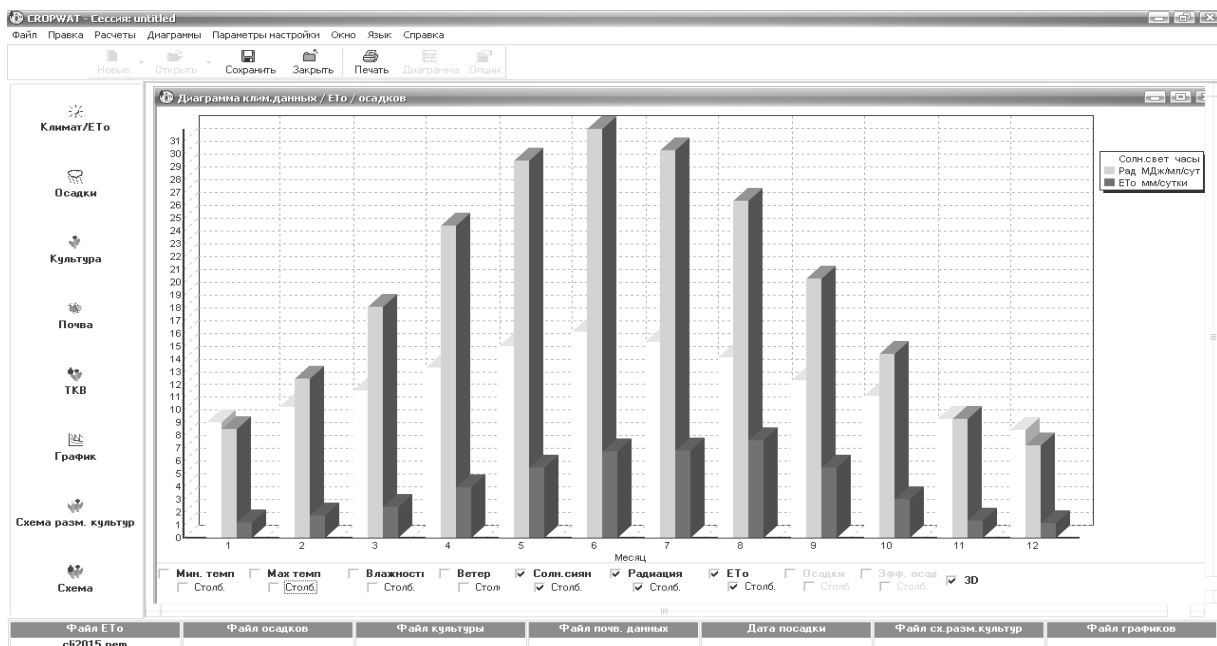 CROPWAT - Сессия: untitled
Файл Правка Расчеты Диаграммы Параметры настройки Окно Язык Справка
Новые Открыть Сохранить Закрыть Печать Диаграмма Опции
Климат/ЕТо
Осадки
Культура
Почва
ТКВ
График
Схема разм. культур
Схема
Диаграмма клим.данных / ЕТо / осадков
31
30
29
28
27
26
25
24
23
22
21
20
19
18
17
16
15
14
13
12
11
10
9
8
7
6
5
4
3
2
1
0
1 2 3 4 5 6 7 8 9 10 11 12
Месяц
Солн.свет часы
Рад МДж/мл/сут
ЕТо мм/сутки
Мин. темп Мах темп Влажності Ветер Солн.сиян Радиация ЕТо Осадки Эфф. осад 3D
Столб. Столб. Столб. Столı Столб. Столб. Столб. Столб. Столб.
Файл ЕТо Файл осадков Файл культуры Файл почв. данных Дата посадки Файл сх.разм.культур Файл графиков
cli2015.pem